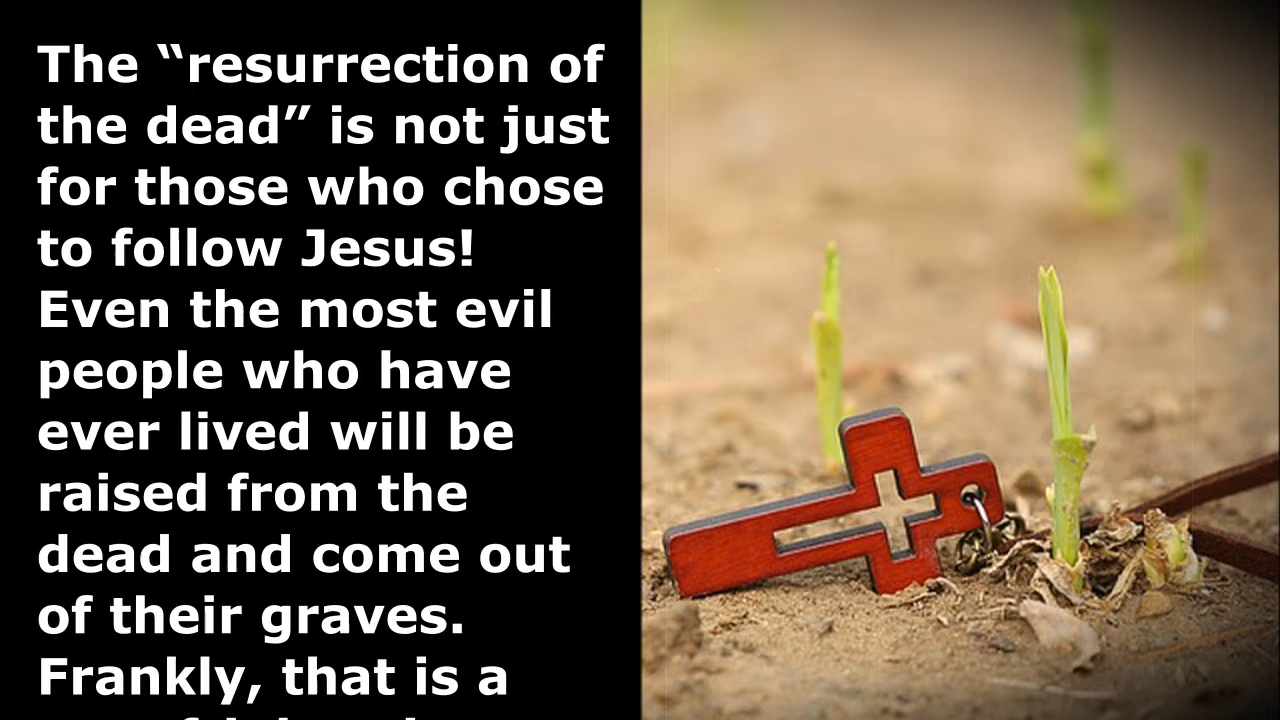 The “resurrection of
the dead” is not just
for those who chose
to follow Jesus!
Even the most evil
people who have
ever lived will be
raised from the
dead and come out
of their graves.
Frankly, that is a